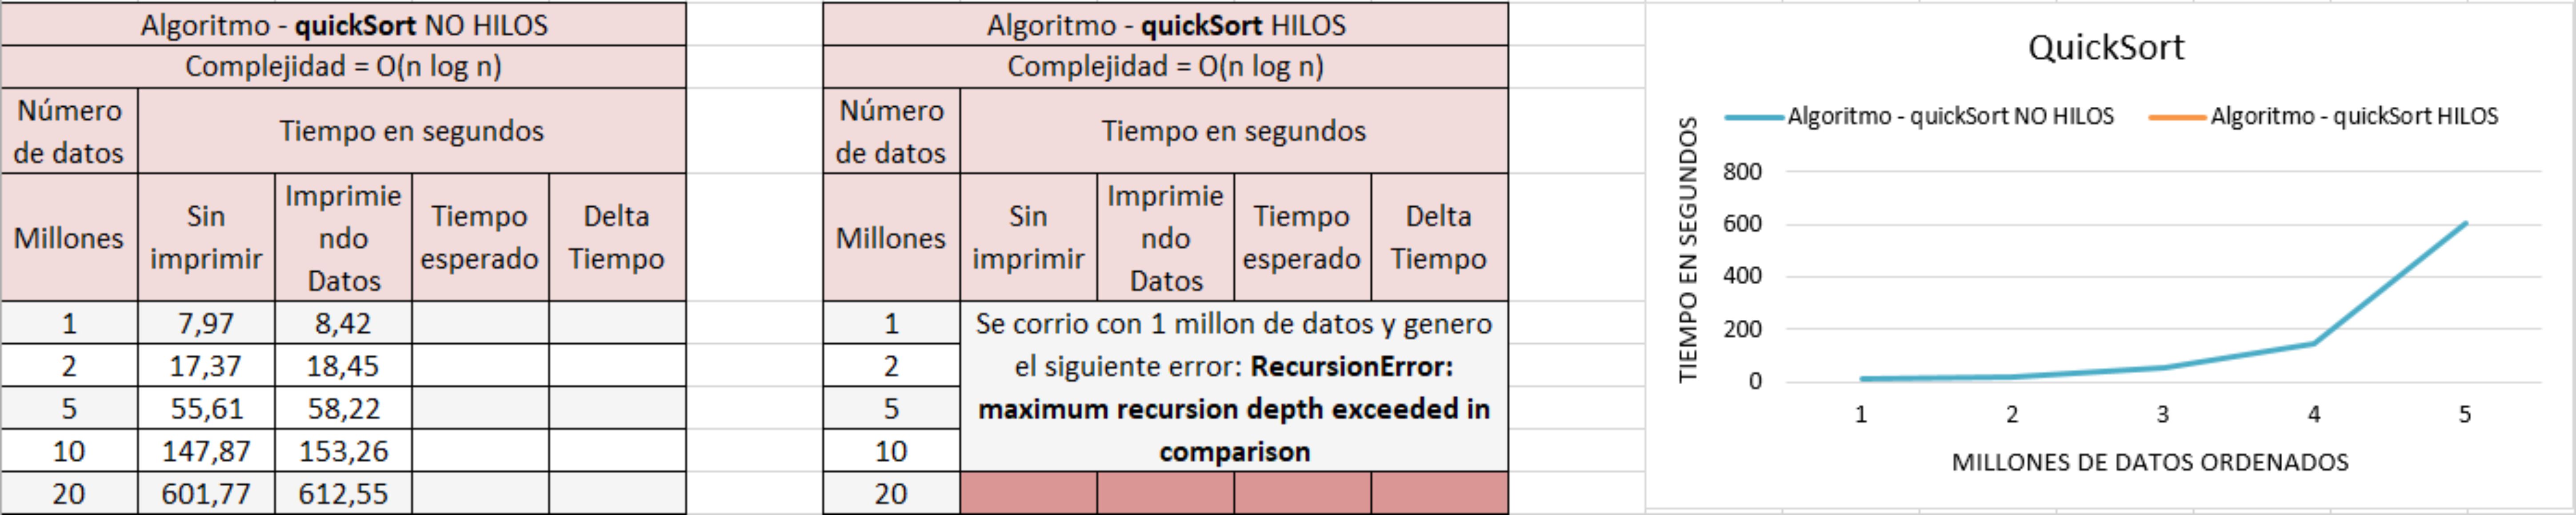 Algoritmo - quickSort NO HILOS
Complejidad = O(n log n)
Número
de datos
Tiempo en segundos
Millones
Sin
imprimir
Imprimie
ndo
Datos
Tiempo
esperado
Delta
Tiempo
1 7,97 8,42
2 17,37 18,45
5 55,61 58,22
10 147,87 153,26
20 601,77 612,55
Algoritmo - quickSort HILOS
Complejidad = O(n log n)
Número
de datos
Tiempo en segundos
Millones
Sin
imprimir
Imprimie
ndo
Datos
Tiempo
esperado
Delta
Tiempo
1
2
5
10
20
Se corrio con 1 millon de datos y genero
el siguiente error: RecursionError:
maximum recursion depth exceeded in
comparison
QuickSort
Algoritmo - quickSort NO HILOS
Algoritmo - quickSort HILOS
TIEMPO EN SEGUNDOS
800
600
400
200
0
1 2 3 4 5
MILLONES DE DATOS ORDENADOS